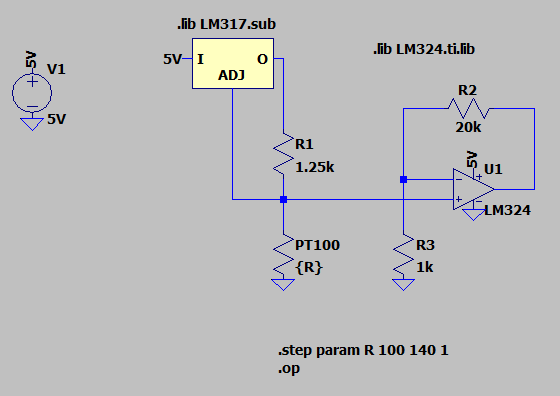 .lib LM317.sub
.lib LM324.ti.lib
5V
V1
5V
5V
I
O
ADJ
R1
1.25k
PT100
{R}
R2
20k
5V
U1
LM324
R3
1k
.step param R 100 140 1
.op